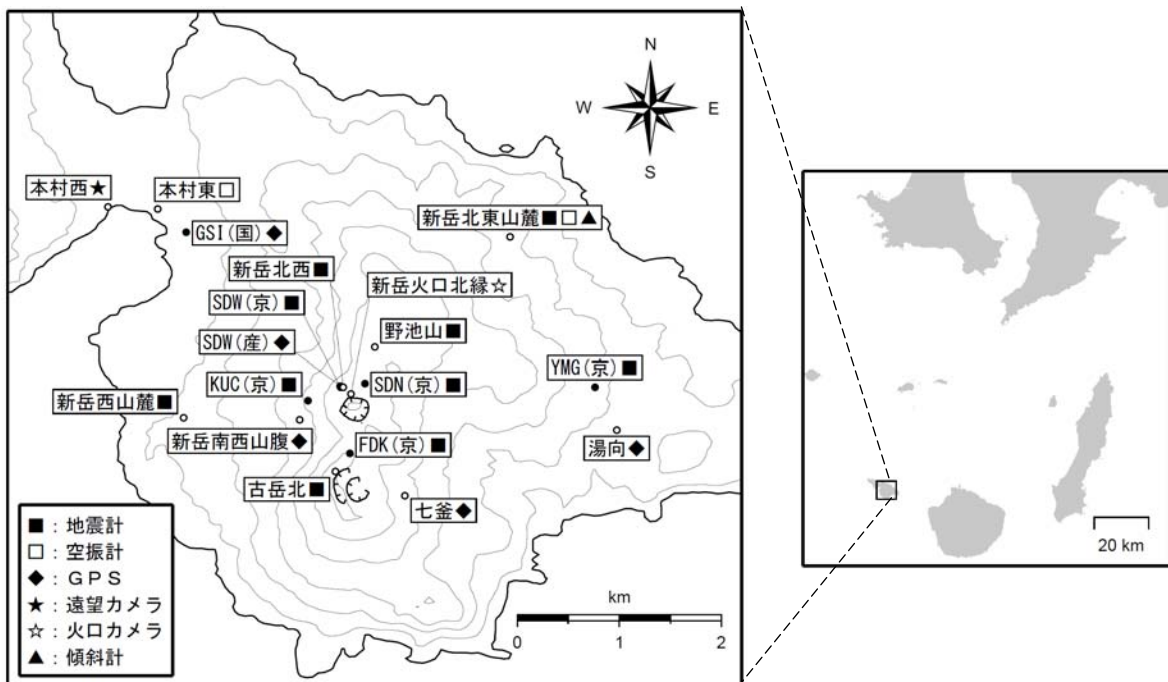 N
W
E
S
本村西★
本村東□
GSI(国)◆
新岳北東山麓■□▲
新岳北西■
新岳火口北縁☆
SDW(京)■
野池山■
SDW(産)◆
YMG(京)■
KUC(京)■
SDN(京)■
新岳西山麓■
新岳南西山腹◆
FDK(京)■
湯向◆
古岳北■
七釜◆
■：地震計
□：空振計
◆：ＧＰＳ
★：遠望カメラ
☆：火口カメラ
▲：傾斜計
km
0
1
2
20 km